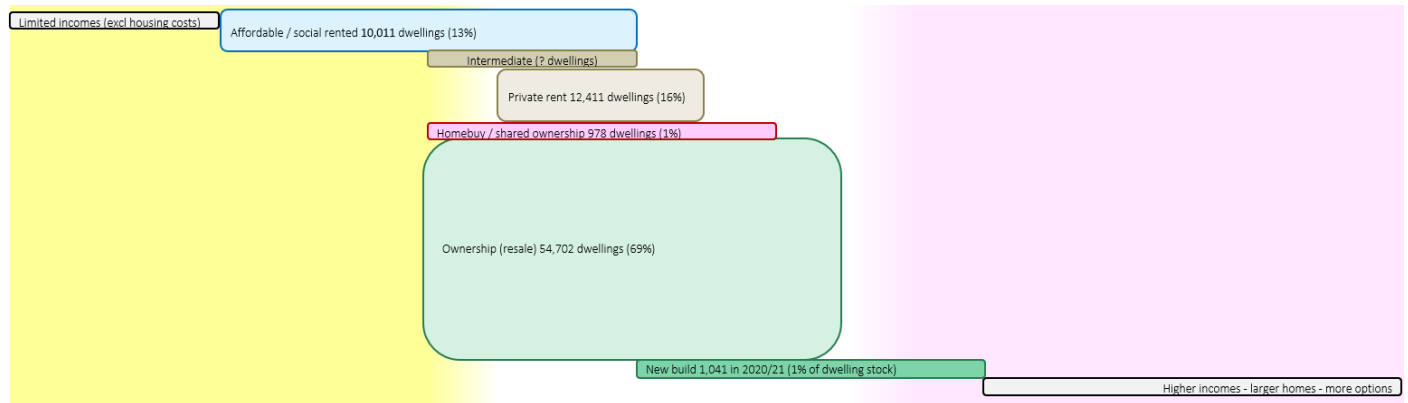 Limited incomes (excl housing costs)
Affordable / social rented 10,011 dwellings (13%)
Intermediate (? dwellings)
Private rent 12,411 dwellings (16%)
Homebuy / shared ownership 978 dwellings (1%)
Ownership (resale) 54,702 dwellings (69%)
New build 1,041 in 2020/21 (1% of dwelling stock)
Higher incomes - larger homes - more options